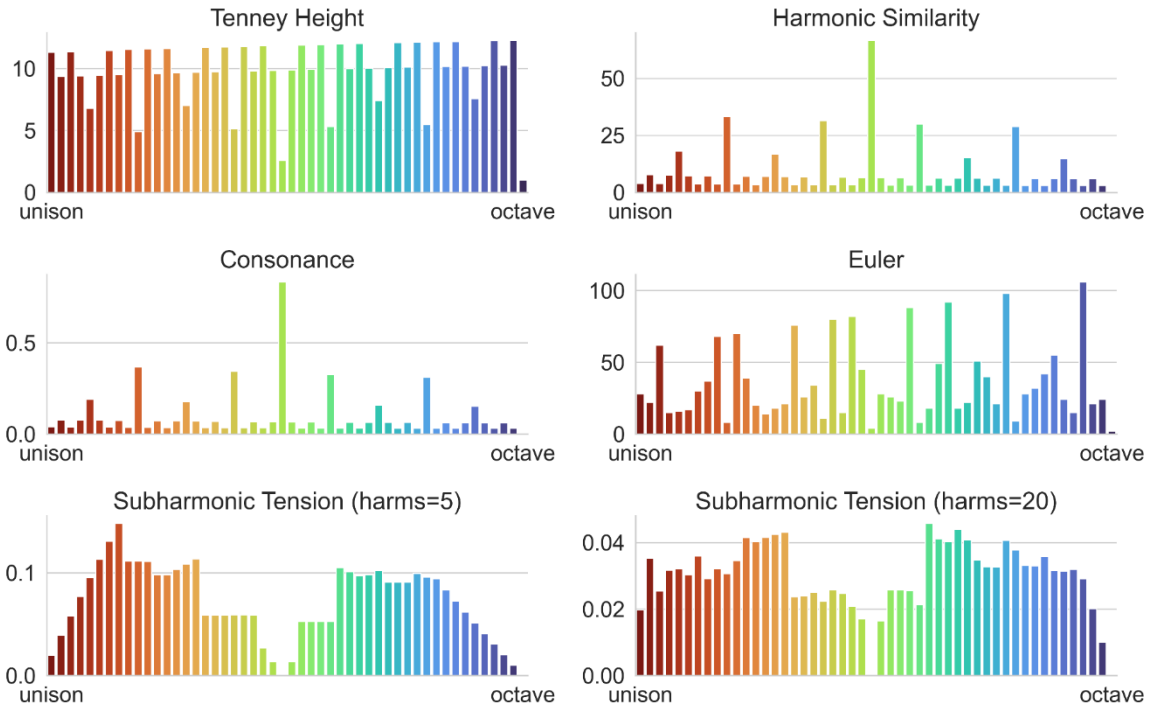 Tenney Height
10
5
0
unison octave
Harmonic Similarity
50
25
0
unison octave
Consonance
0.5
0.0
unison octave
Euler
100
50
0
unison octave
Subharmonic Tension (harms=5)
0.1
0.0
unison octave
Subharmonic Tension (harms=20)
0.04
0.02
0.00
unison octave